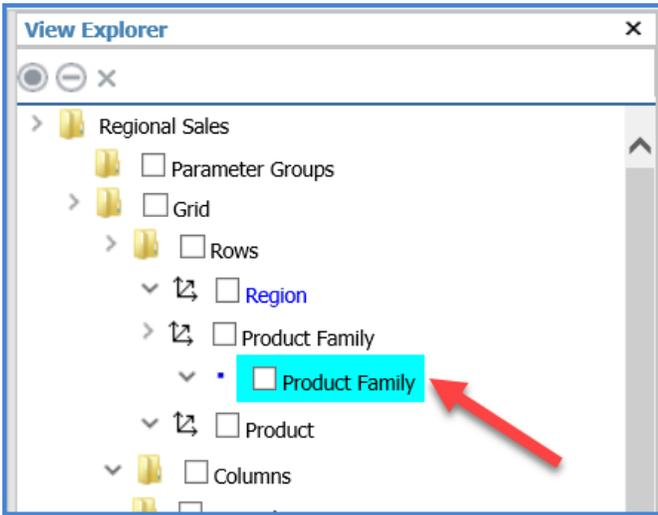 View Explorer
Regional Sales
Parameter Groups
Grid
Rows
Region
Product Family
Product Family
Product
Columns